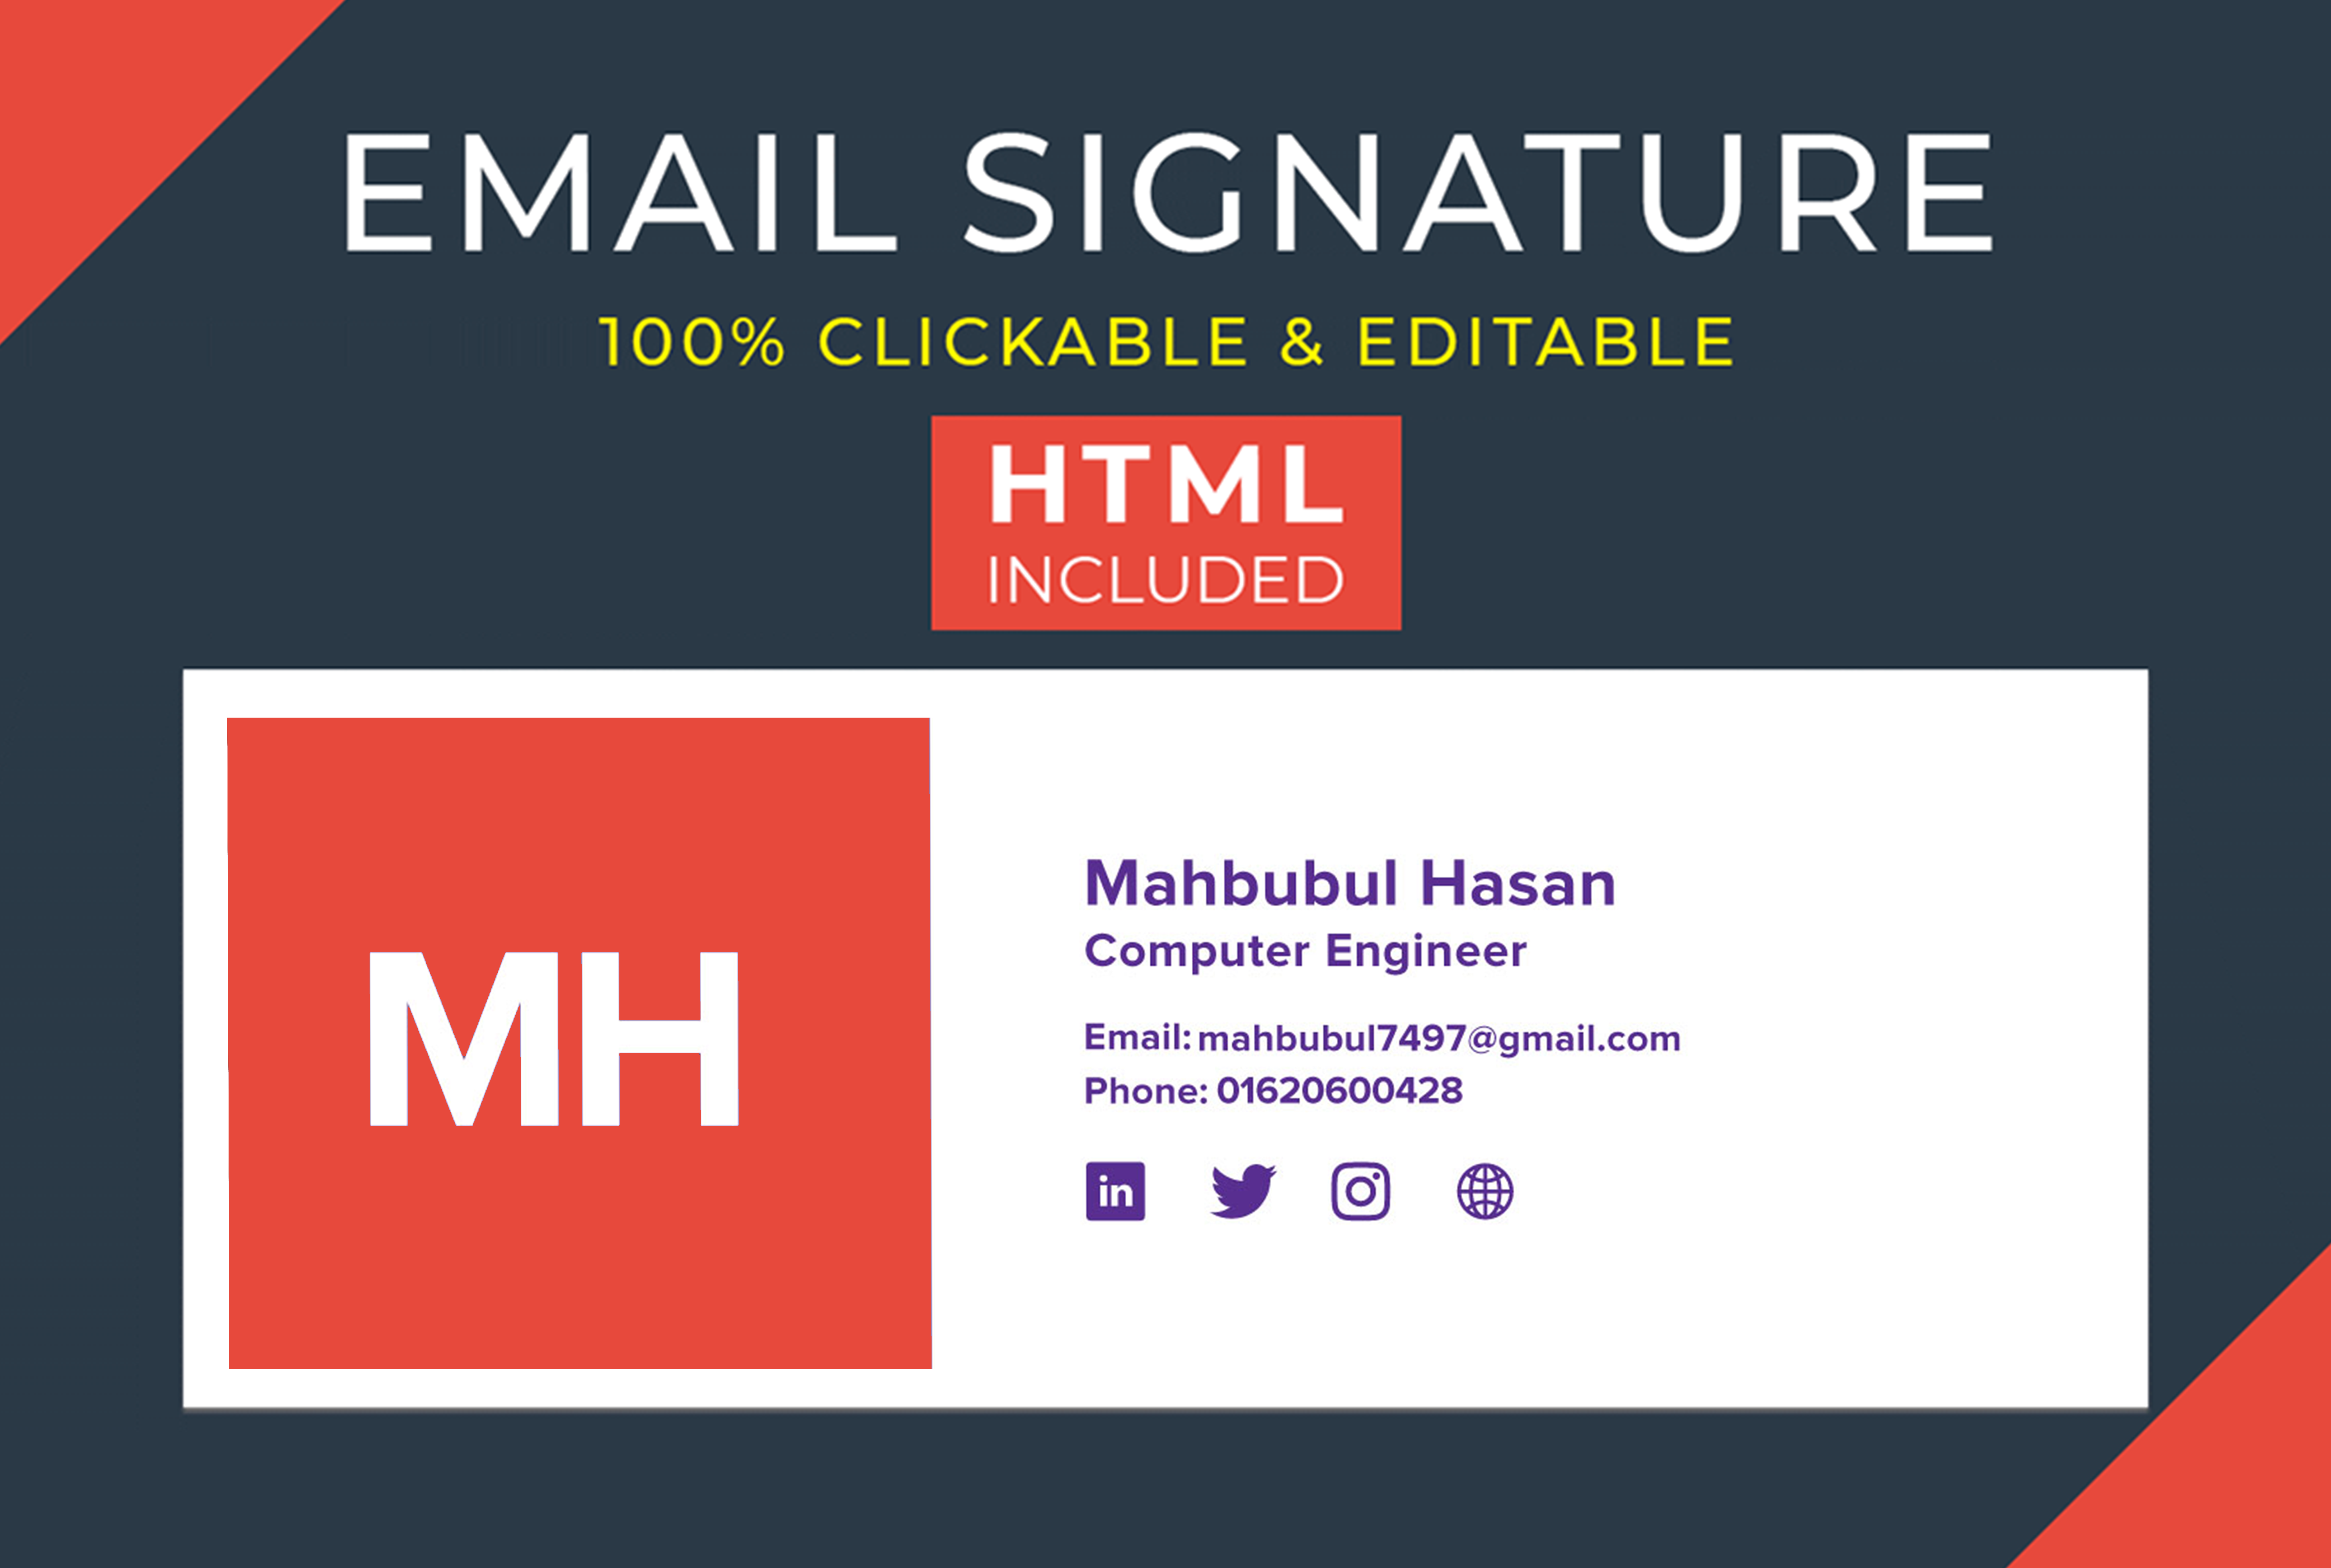 EMAIL SIGNATURE
100% CLICKABLE & EDITABLE
HTML
INCLUDED
MH
Mahbubul Hasan
Computer Engineer
Email: mahbubul7497@gmail.com
Phone: 01620600428
in